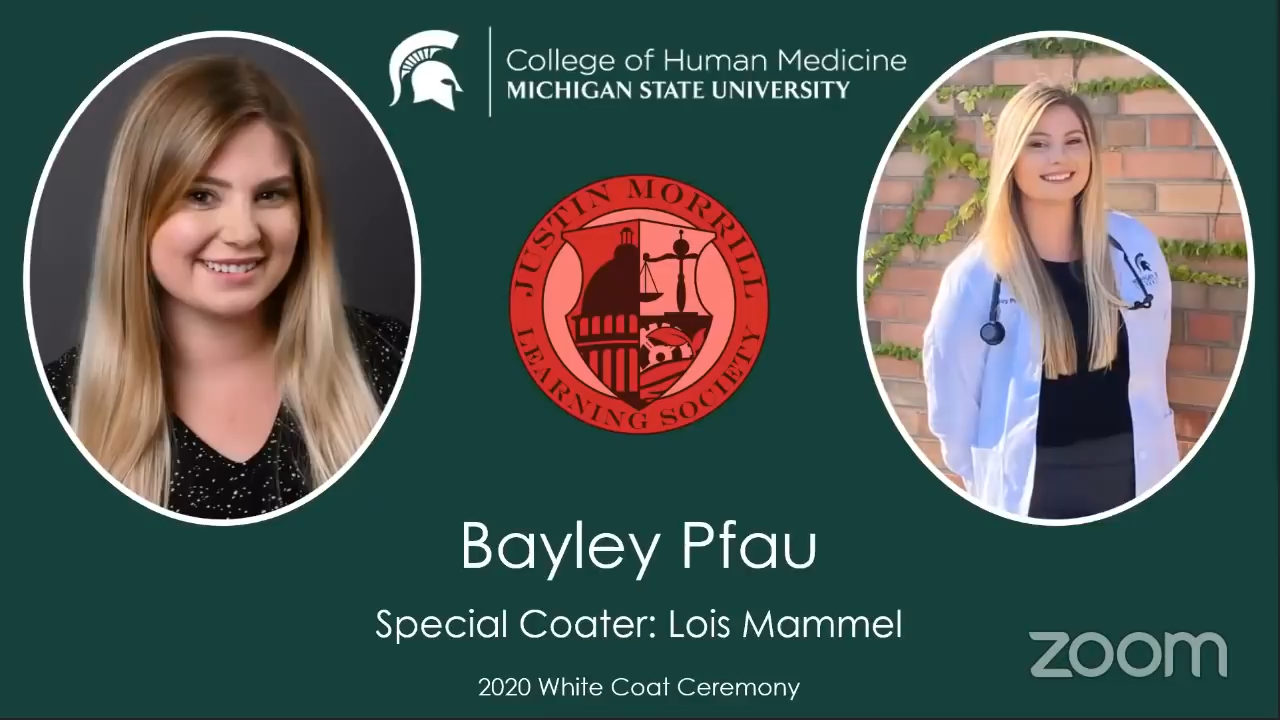 College of Human Medicine
MICHIGAN STATE UNIVERSITY
JUSTIN MORRILL
LEARNING SOCIETY
Bayley Pfau
Special Coater: Lois Mammel
2020 White Coat Ceremony
zoom